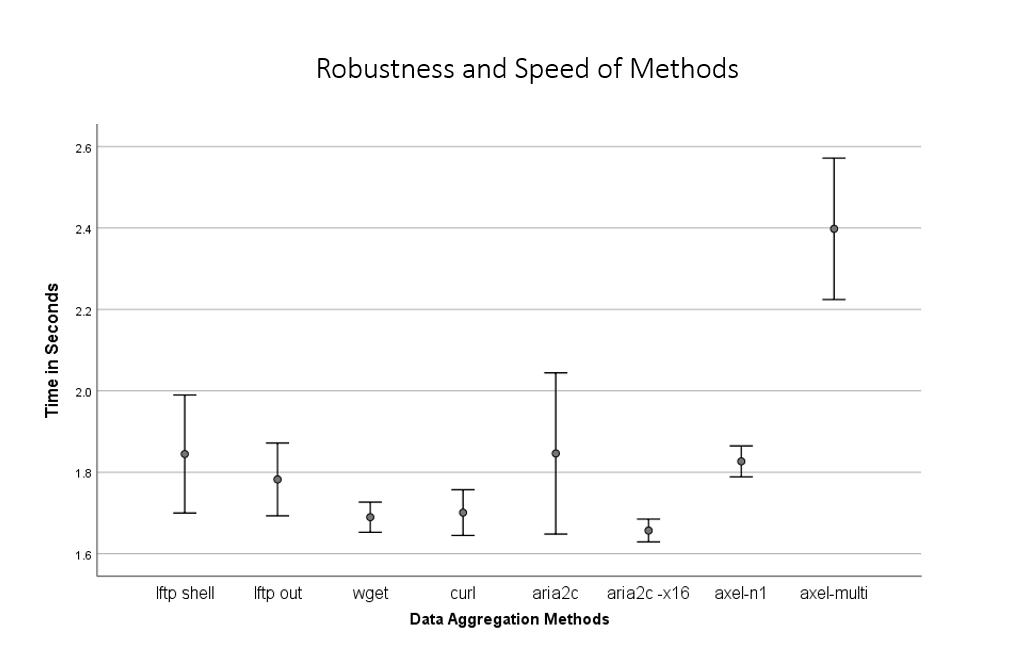 Robustness and Speed of Methods
2.6
2.4
2.2
2.0
1.8
1.6
Time in Seconds
lftp shell lftp out wget curl aria2c aria2c -x16 axel-n1 axel-multi
Data Aggregation Methods